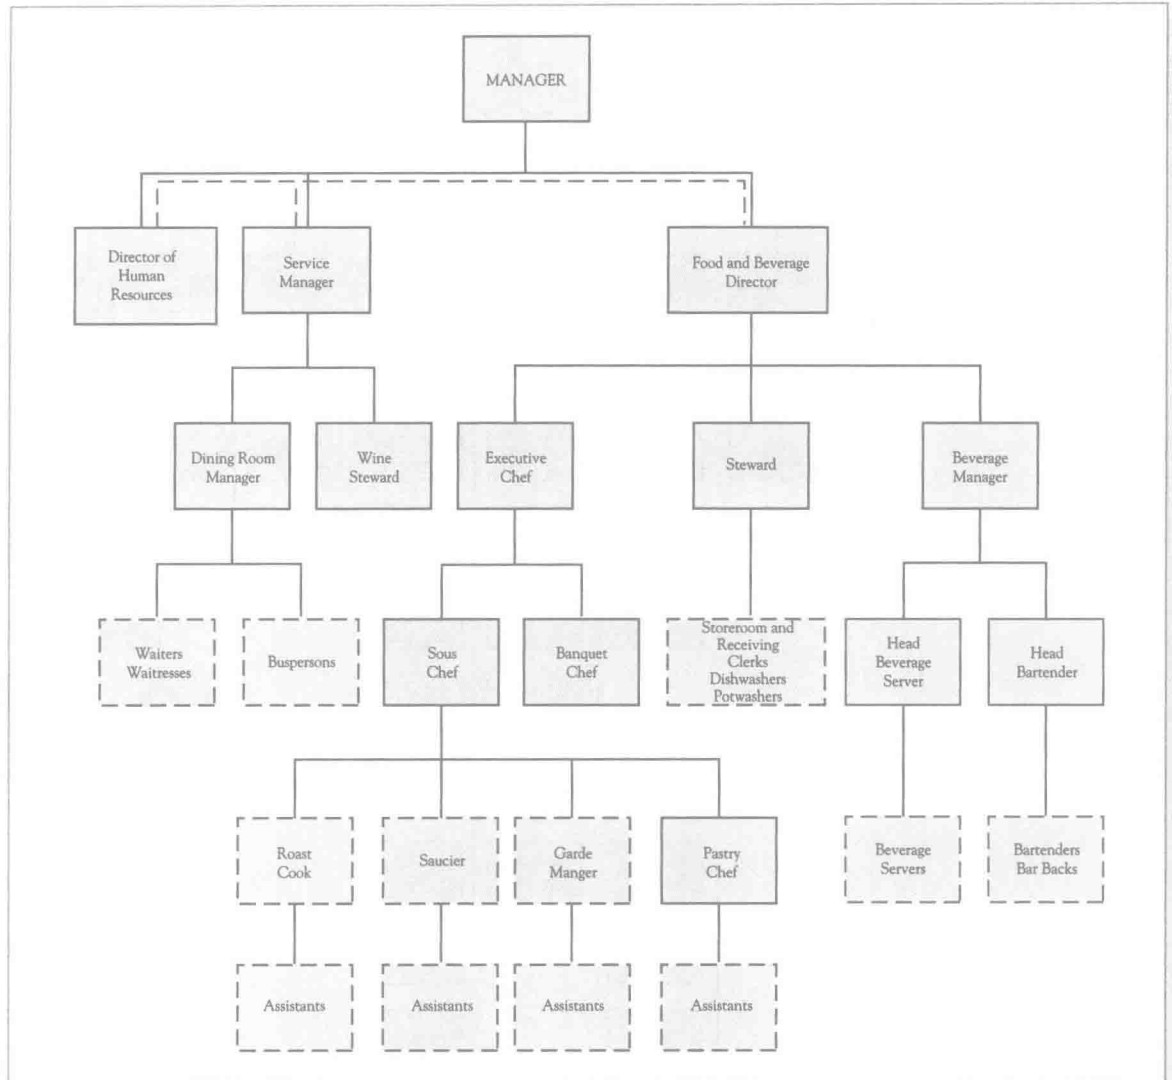 MANAGER
Director of
Human
Resources
Service
Manager
Food and Beverage
Director
Dining Room
Manager
Wine
Steward
Executive
Chef
Steward
Beverage
Manager
Waiters
Waitresses
Buspersons
Sous
Chef
Banquet
Chef
Storeroom and
Receiving
Clerks
Dishwashers
Potwashers
Head
Beverage
Server
Head
Bartender
Roast
Cook
Saucier
Garde
Manger
Pastry
Chef
Beverage
Servers
Bartenders
Bar Backs
Assistants
Assistants
Assistants
Assistants